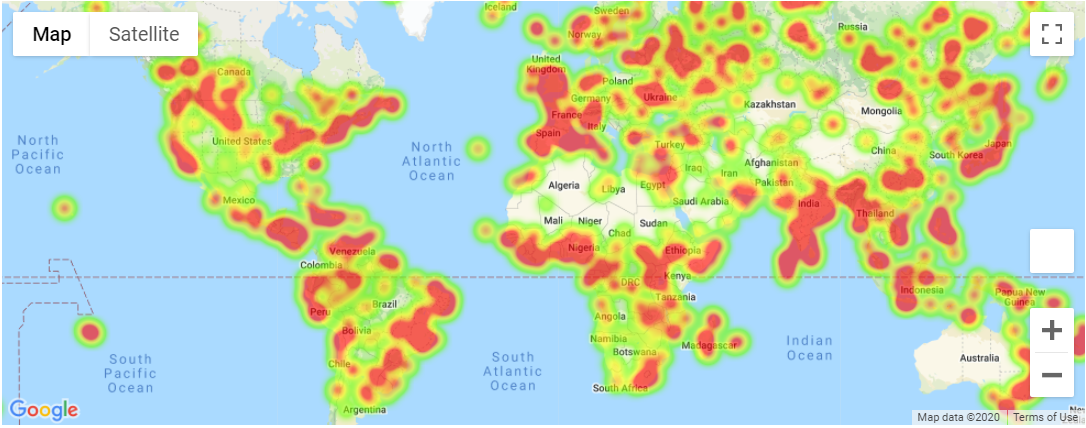 Map
Satellite
Iceland
Sweden
Norway
Russia
United
Kingdom
Canada
Poland
Germany
Ukraine
Kazakhstan
Mongolia
North
Pacific
Ocean
United States
North
Atlantic
Ocean
France
Italy
Spain
Turkey
China
South Korea
Japan
Afghanistan
Iraq
Iran
Pakistan
Algeria
Libya
Egypt
Saudi Arabia
India
Mexico
Mali
Niger
Chad
Sudan
Thailand
Nigeria
Ethiopia
Venezuela
Colombia
Kenya
DRC
Tanzania
Indonesia
Papua New
Guinea
Brazil
Peru
Angola
Bolivia
Namibia
Botswana
Madagascar
Indian
Ocean
South
Pacific
Ocean
South
Atlantic
Ocean
Chile
Australia
South Africa
Argentina
Google
Map data ©2020
Terms of Use